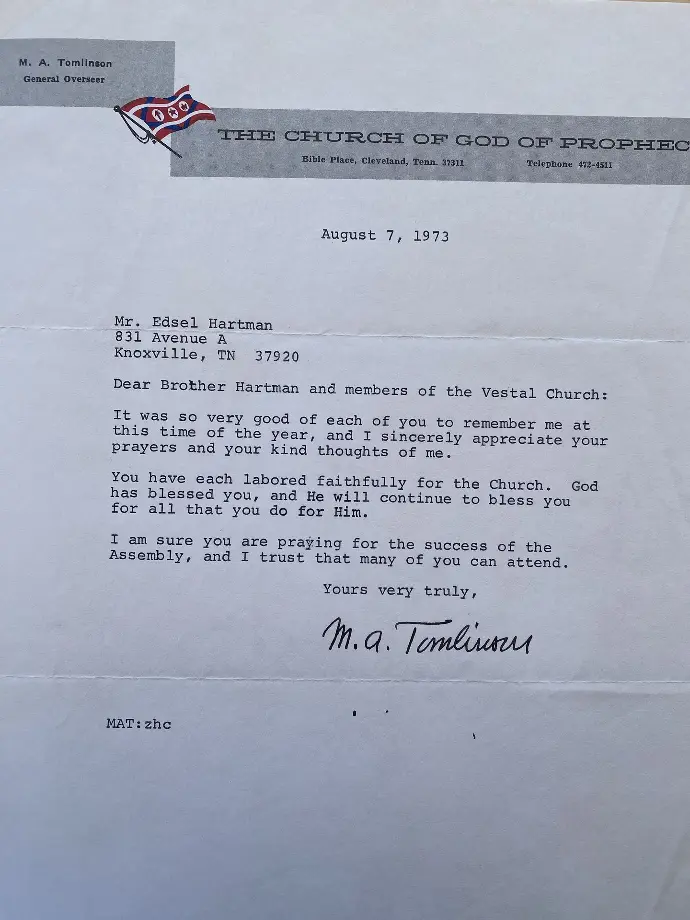 M. A. Tomlinson
General Overseer
THE CHURCH OF GOD OF PROPHEC
Bible Place, Cleveland, Tenn. 37311 Telephone 472-4511
August 7, 1973
Mr. Edsel Hartman
831 Avenue A
Knoxville, TN 37920
Dear Brother Hartman and members of the Vestal Church:
It was so very good of each of you to remember me at
this time of the year, and I sincerely appreciate your
prayers and your kind thoughts of me.
You have each labored faithfully for the Church. God
has blessed you, and He will continue to bless you
for all that you do for Him.
I am sure you are praying for the success of the
Assembly, and I trust that many of you can attend.
Yours very truly,
M. A. Tomlinson
MAT:zhc